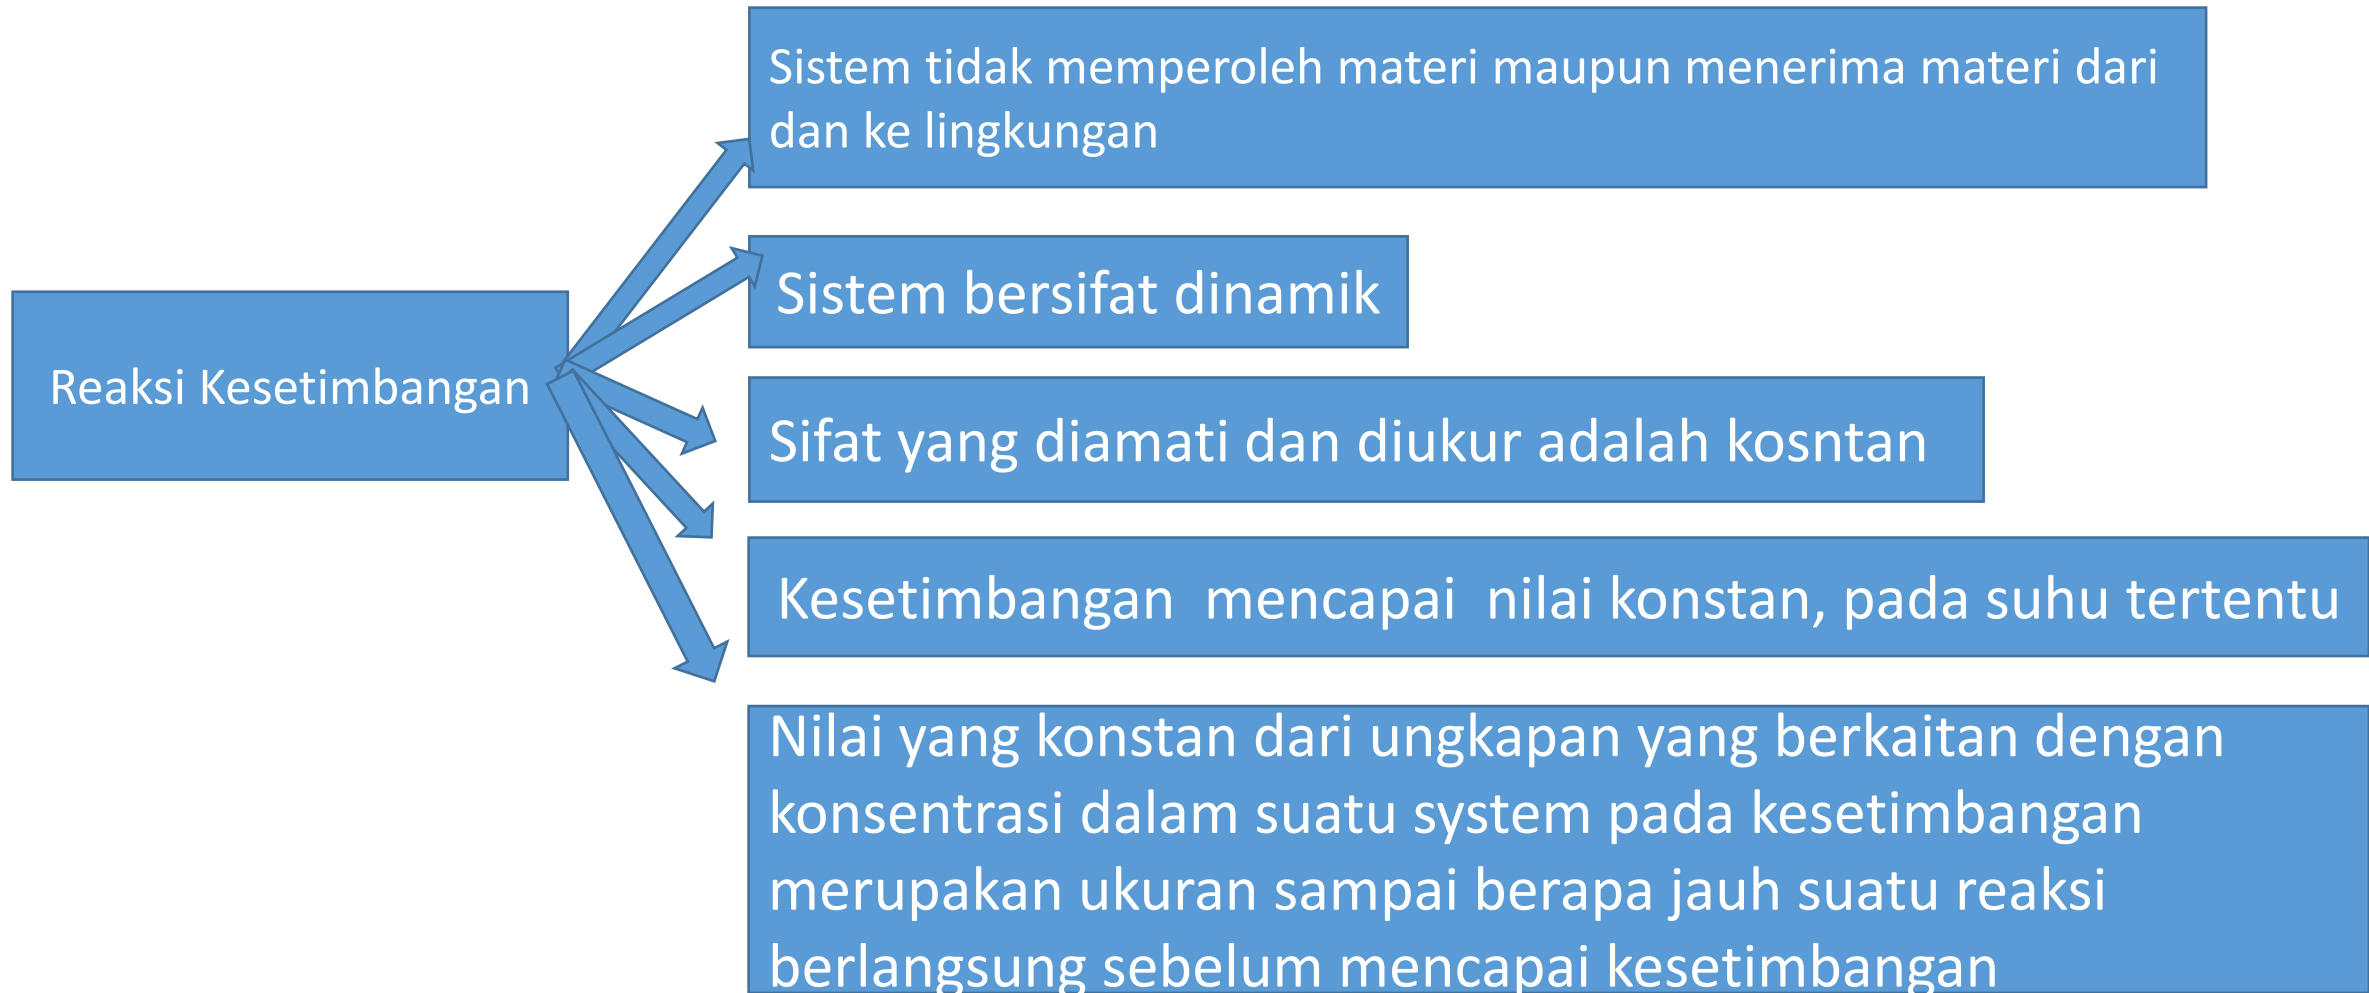 Sistem tidak memperoleh materi maupun menerima materi dari
dan ke lingkungan
Sistem bersifat dinamik
Reaksi Kesetimbangan
Sifat yang diamati dan diukur adalah kosntan
Kesetimbangan mencapai nilai konstan, pada suhu tertentu
Nilai yang konstan dari ungkapan yang berkaitan dengan
konsentrasi dalam suatu system pada kesetimbangan
merupakan ukuran sampai berapa jauh suatu reaksi
berlangsung sebelum mencapai kesetimbangan